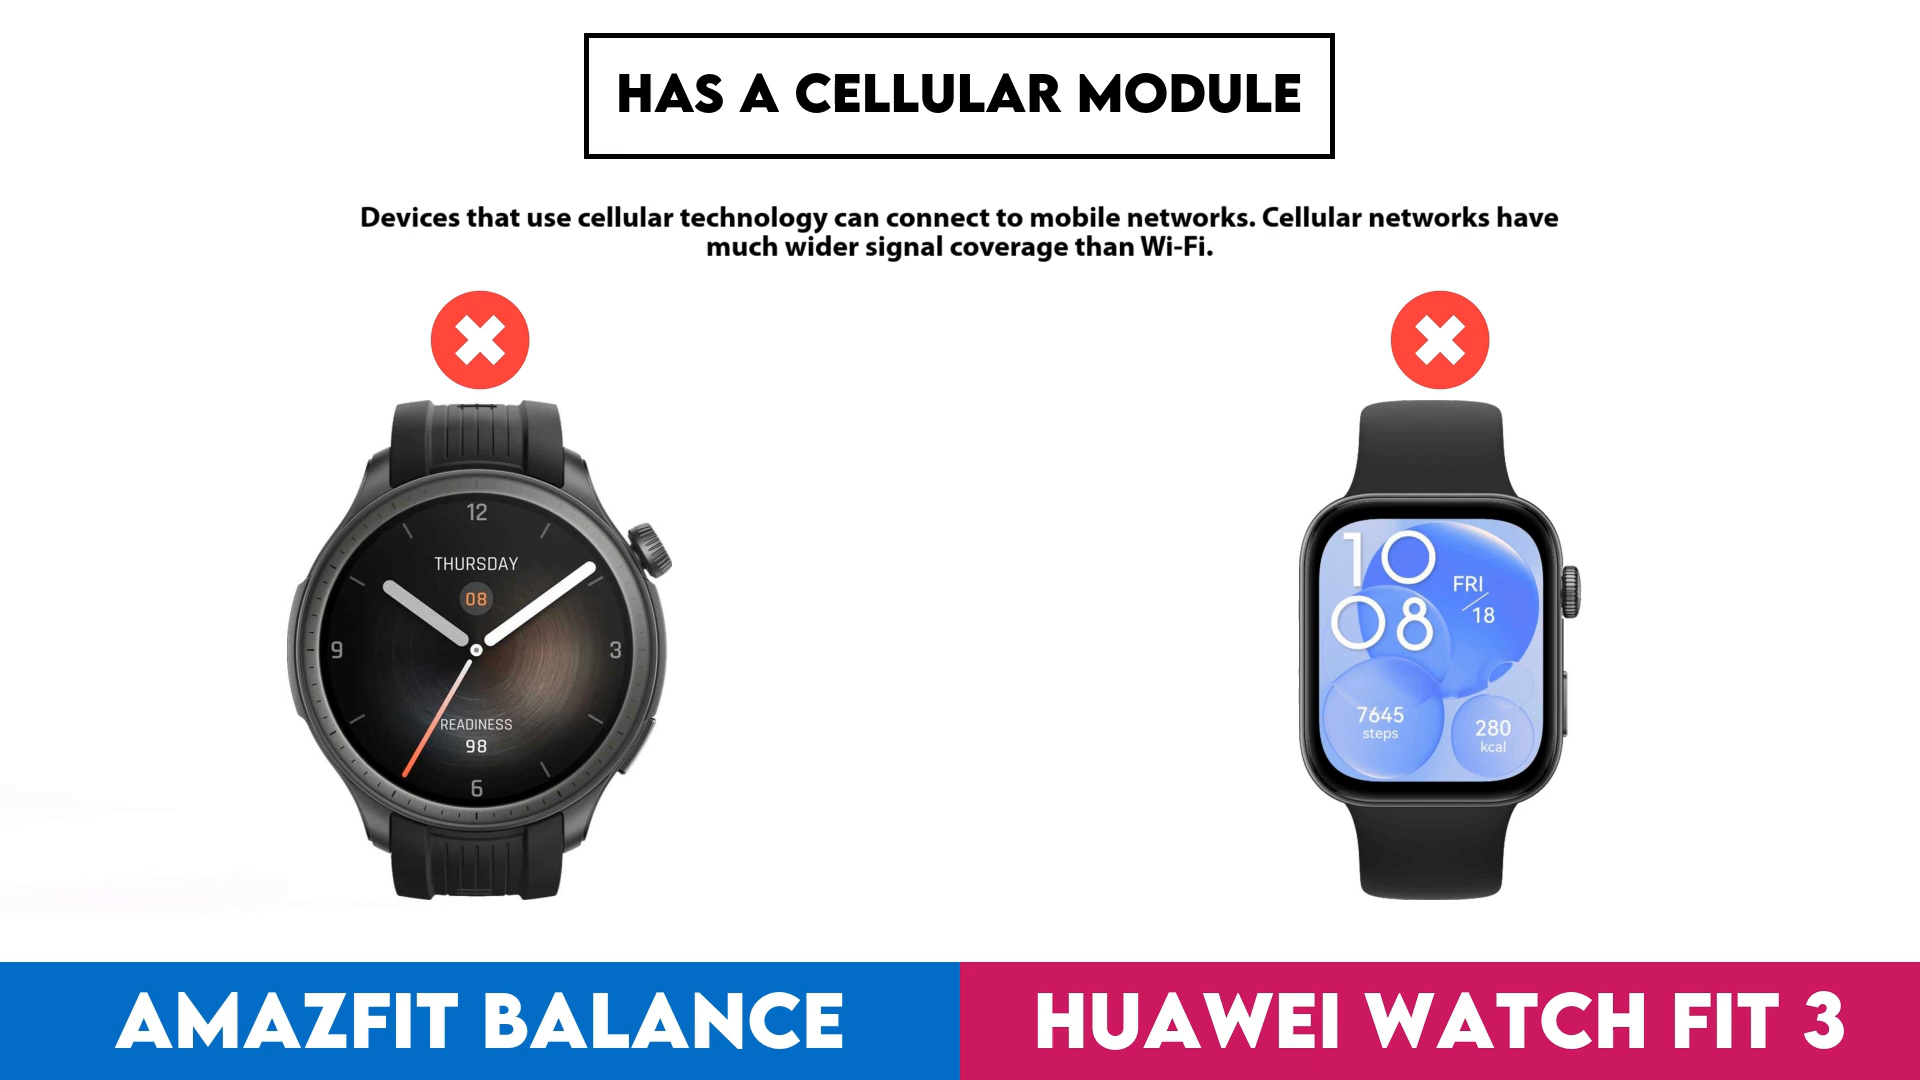 HAS A CELLULAR MODULE
Devices that use cellular technology can connect to mobile networks. Cellular networks have
much wider signal coverage than Wi-Fi.
12
THURSDAY
08
9
3
READINESS
98
6
10
08
FRI
18
7645
steps
280
kcal
AMAZFIT BALANCE
HUAWEI WATCH FIT 3